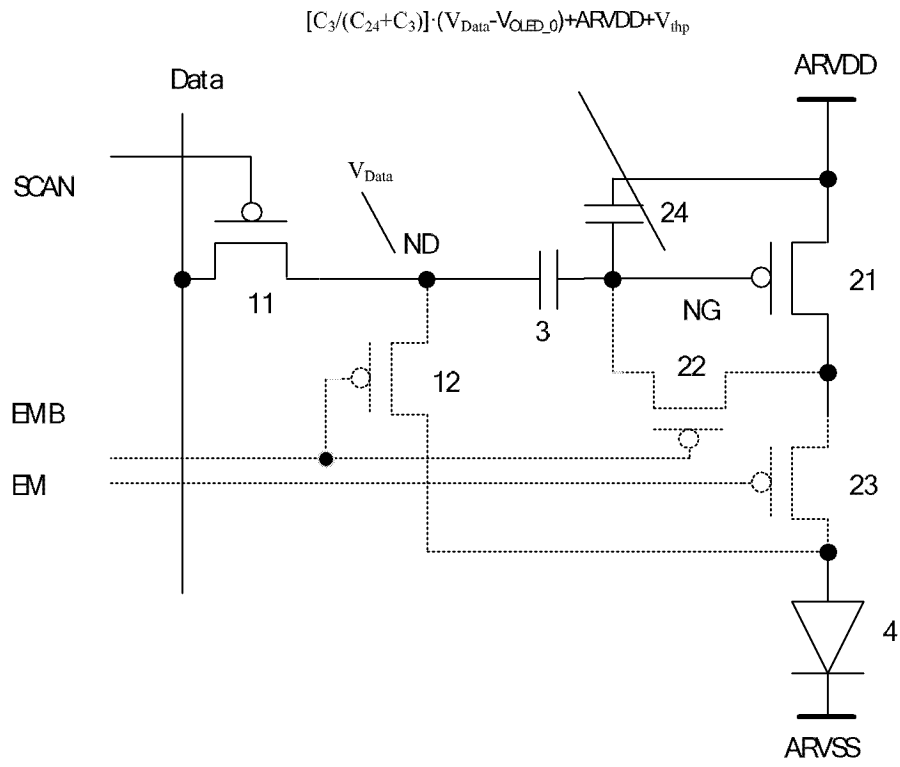 [C3/(C24+C3)]·(VData-VOLED_0)+ARVDD+Vthp
ARVDD
Data
VData
SCAN
24
ND
11
3
NG
21
22
12
EMB
EM
23
4
ARVSS